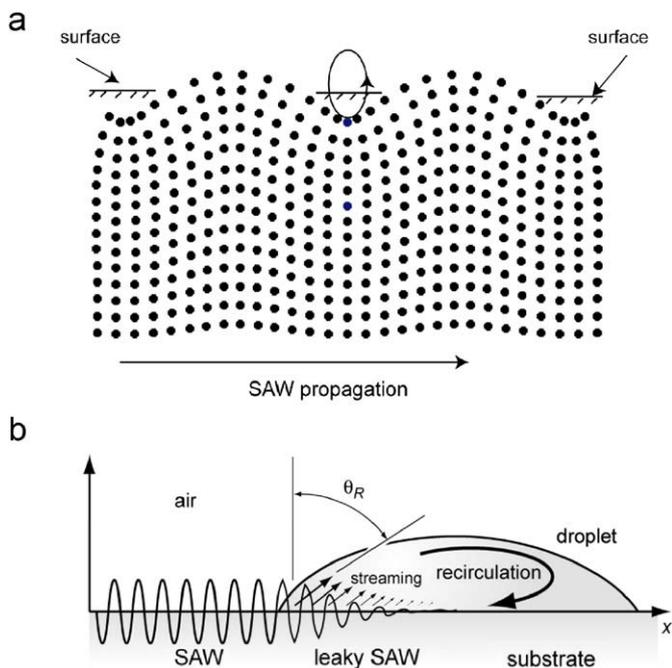 a
surface
surface
SAW propagation
b
θR
air
droplet
streaming
recirculation
x
SAW
leaky SAW
substrate